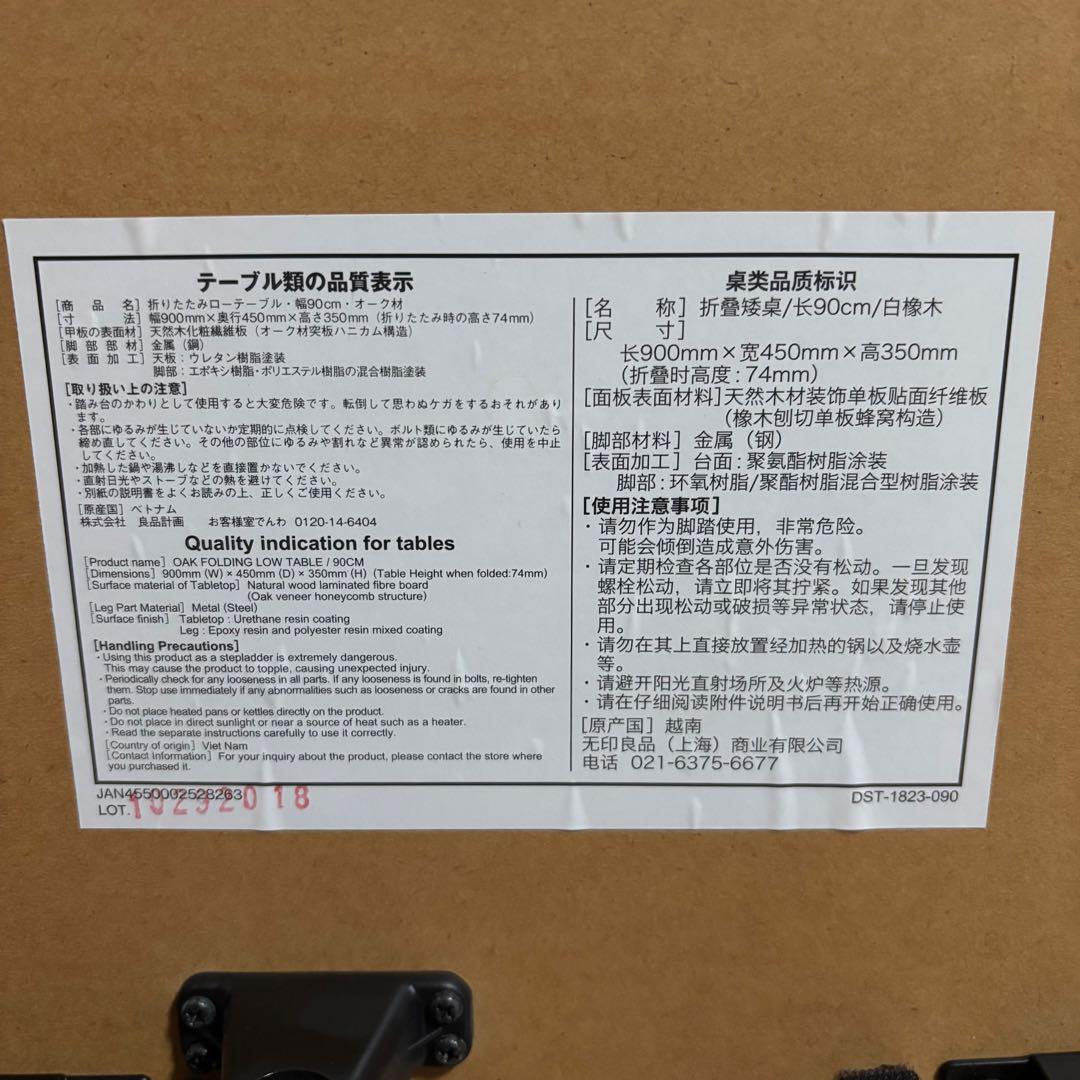 テーブル類の品質表示
[商品名] 折りたたみローテーブル・幅90cm・オーク材
[寸法] 幅900mm×奥行450mm×高さ350mm（折りたたみ時の高さ74mm）
[甲板の表面材] 天然木化粧繊維板（オーク材突板ハニカム構造）
[脚部部材] 金属（鋼）
[表面加工] 天板：ウレタン樹脂塗装
脚部：エポキシ樹脂・ポリエステル樹脂の混合樹脂塗装
[取り扱い上の注意]
・踏み台のかわりとして使用すると大変危険です。転倒して思わぬケガをするおそれがあり
ます。
・各部にゆるみが生じていないか定期的に点検してください。ボルト類にゆるみが生じていたら
締め直してください。その他の部位にゆるみや割れなど異常が認められたら、使用を中止
してください。
・加熱した鍋や湯沸しなどを直接置かないでください。
・直射日光やストーブなどの熱を避けてください。
・別紙の説明書をよくお読みの上、正しくご使用ください。
[原産国] ベトナム
株式会社 良品計画 お客様室でんわ 0120-14-6404
Quality indication for tables
[Product name] OAK FOLDING LOW TABLE / 90CM
[Dimensions] 900mm (W) × 450mm (D) × 350mm (H) (Table Height when folded:74mm)
[Surface material of Tabletop] Natural wood laminated fibre board
(Oak veneer honeycomb structure)
[Leg Part Material] Metal (Steel)
[Surface finish] Tabletop : Urethane resin coating
Leg : Epoxy resin and polyester resin mixed coating
[Handling Precautions]
・Using this product as a stepladder is extremely dangerous.
This may cause the product to topple, causing unexpected injury.
・Periodically check for any looseness in all parts. If any looseness is found in bolts, re-tighten
them. Stop use immediately if any abnormalities such as looseness or cracks are found in other
parts.
・Do not place heated pans or kettles directly on the product.
・Do not place in direct sunlight or near a source of heat such as a heater.
・Read the separate instructions carefully to use it correctly.
[Country of origin] Viet Nam
[Contact Information] For your inquiry about the product, please contact the store where
you purchased it.
桌类品质标识
[名称] 折叠矮桌/长90cm/白橡木
[尺寸]
长900mm×宽450mm×高350mm
（折叠时高度：74mm）
[面板表面材料] 天然木材装饰单板贴面纤维板
（橡木刨切单板蜂窝构造）
[脚部材料] 金属（钢）
[表面加工] 台面：聚氨酯树脂涂装
脚部：环氧树脂/聚酯树脂混合型树脂涂装
[使用注意事项]
・请勿作为脚踏使用，非常危险。
可能会倾倒造成意外伤害。
・请定期检查各部位是否没有松动。一旦发现
螺栓松动，请立即将其拧紧。如果发现其他
部分出现松动或破损等异常状态，请停止使
用。
・请勿在其上直接放置经加热的锅以及烧水壶
等。
・请避开阳光直射场所及火炉等热源。
・请在仔细阅读附件说明书后再开始正确使用。
[原产国] 越南
无印良品（上海）商业有限公司
电话 021-6375-6677
JAN4550002528263
LOT. 10292018
DST-1823-090